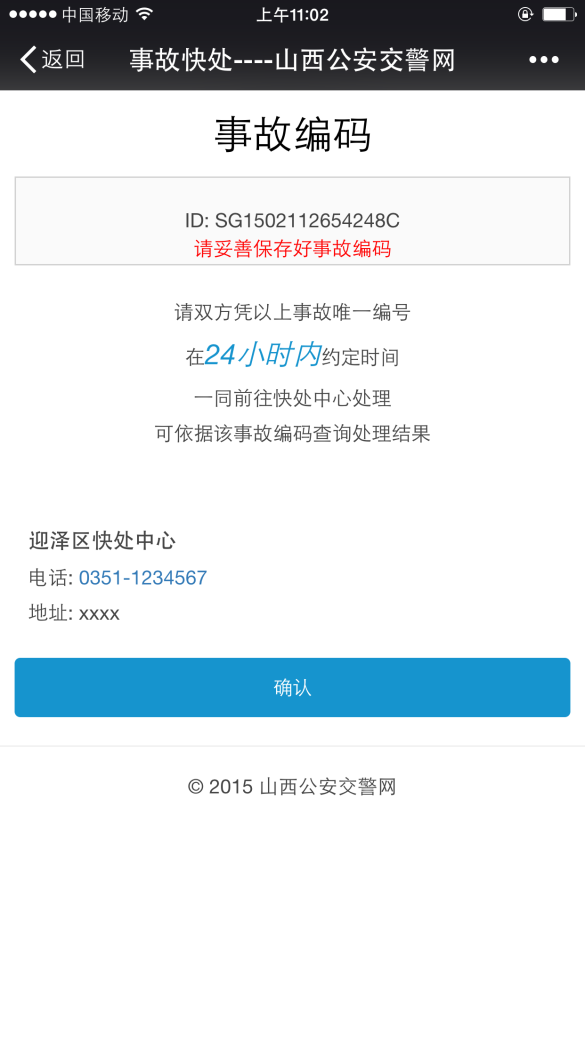 中国移动
上午11:02
返回
事故快处----山西公安交警网
事故编码
ID: SG1502112654248C
请妥善保存好事故编码
请双方凭以上事故唯一编号
在24小时内约定时间
一同前往快处中心处理
可依据该事故编码查询处理结果
迎泽区快处中心
电话: 0351-1234567
地址: xxxx
确认
© 2015 山西公安交警网